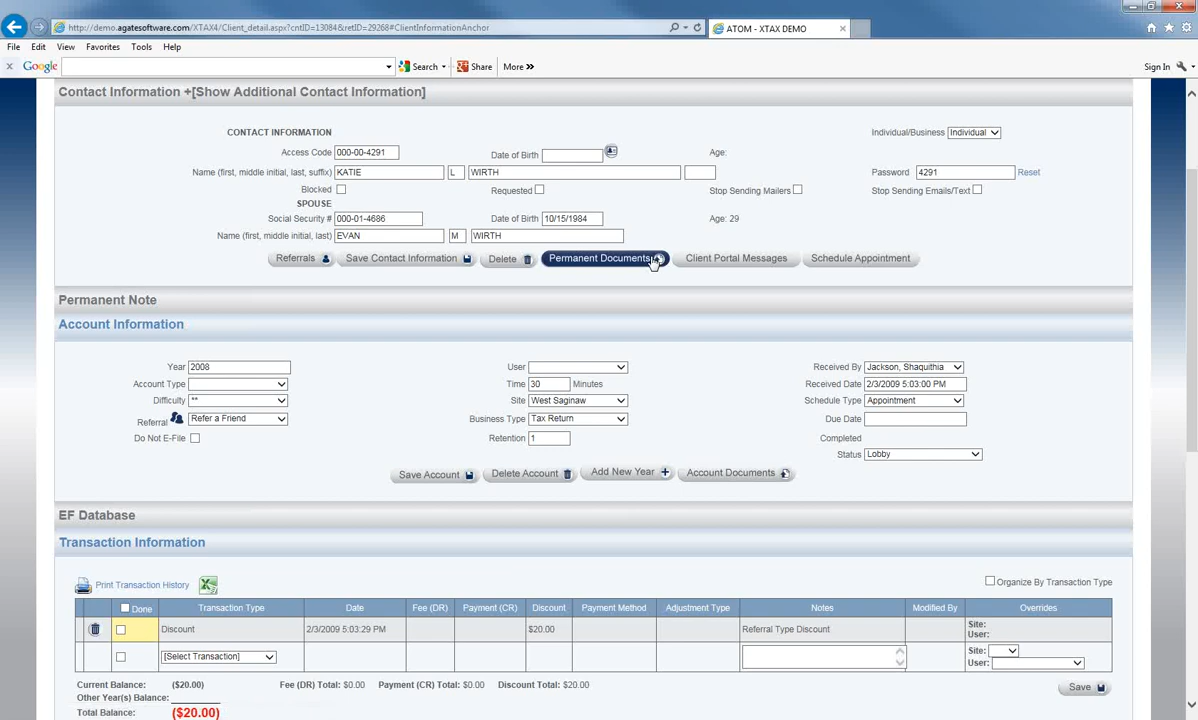 http://demo.agatesoftware.com/XTAX4/Client_detail.aspx?cntID=13084&retID=29268#ClientInformationAnchor
ATOM - XTAX DEMO
File Edit View Favorites Tools Help
Google Search Share More » Sign In
Contact Information +[Show Additional Contact Information]
CONTACT INFORMATION Individual/Business Individual
Access Code 000-00-4291 Date of Birth Age:
Name (first, middle initial, last, suffix) KATIE L WIRTH Password 4291 Reset
Blocked Requested Stop Sending Mailers Stop Sending Emails/Text
SPOUSE
Social Security # 000-01-4686 Date of Birth 10/15/1984 Age: 29
Name (first, middle initial, last) EVAN M WIRTH
Referrals Save Contact Information Delete Permanent Documents Client Portal Messages Schedule Appointment
Permanent Note
Account Information
Year 2008 User Received By Jackson, Shaquithia
Account Type Time 30 Minutes Received Date 2/3/2009 5:03:00 PM
Difficulty ** Site West Saginaw Schedule Type Appointment
Referral Refer a Friend Business Type Tax Return Due Date
Do Not E-File Retention 1 Completed
Status Lobby
Save Account Delete Account Add New Year Account Documents
EF Database
Transaction Information
Print Transaction History Organize By Transaction Type
Done Transaction Type Date Fee (DR) Payment (CR) Discount Payment Method Adjustment Type Notes Modified By Overrides
Discount 2/3/2009 5:03:29 PM $20.00 Referral Type Discount Site:
User:
[Select Transaction] Site:
User:
Current Balance: ($20.00) Fee (DR) Total: $0.00 Payment (CR) Total: $0.00 Discount Total: $20.00 Save
Other Year(s) Balance:
Total Balance: ($20.00)